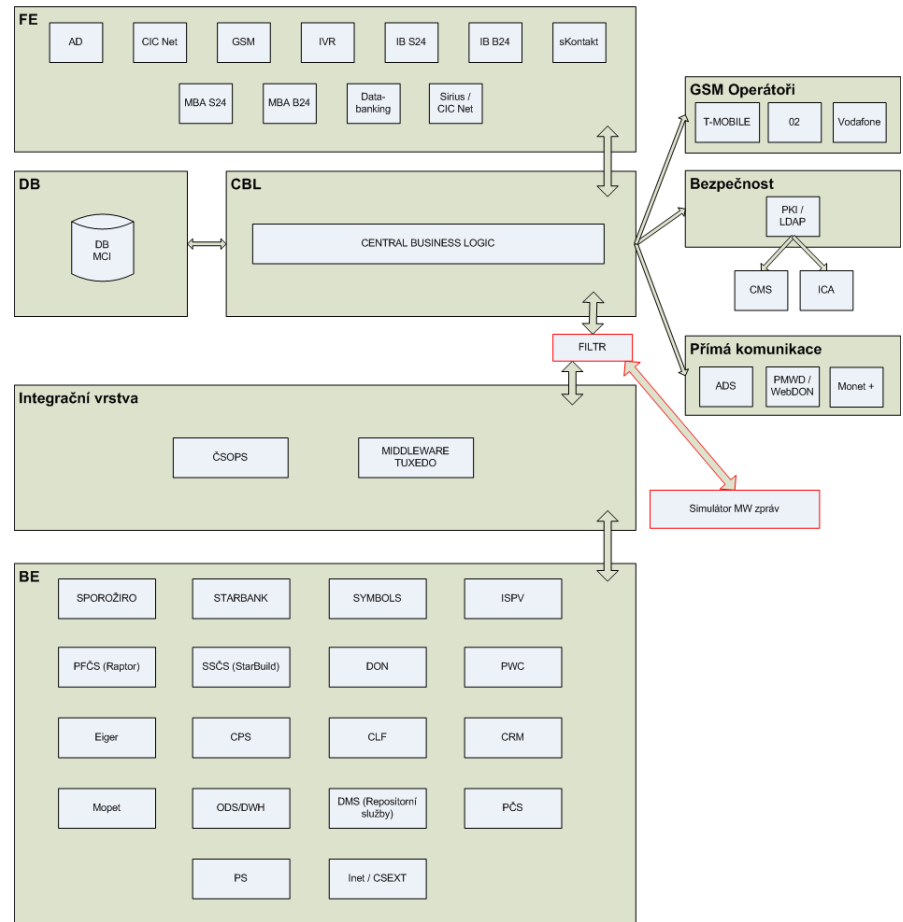 FE
AD
CIC Net
GSM
IVR
IB S24
IB B24
sKontakt
MBA S24
MBA B24
Data-
banking
Sirius /
CIC Net
GSM Operátoři
T-MOBILE
02
Vodafone
DB
DB
MCI
CBL
CENTRAL BUSINESS LOGIC
Bezpečnost
PKI /
LDAP
CMS
ICA
FILTR
Přímá komunikace
ADS
PMWD /
WebDON
Monet +
Integrační vrstva
ČSOPS
MIDDLEWARE
TUXEDO
Simulátor MW zpráv
BE
SPOROŽIRO
STARBANK
SYMBOLS
ISPV
PFČS (Raptor)
SSČS (StarBuild)
DON
PWC
Eiger
CPS
CLF
CRM
Mopet
ODS/DWH
DMS (Repositorní
služby)
PČS
PS
Inet / CSEXT